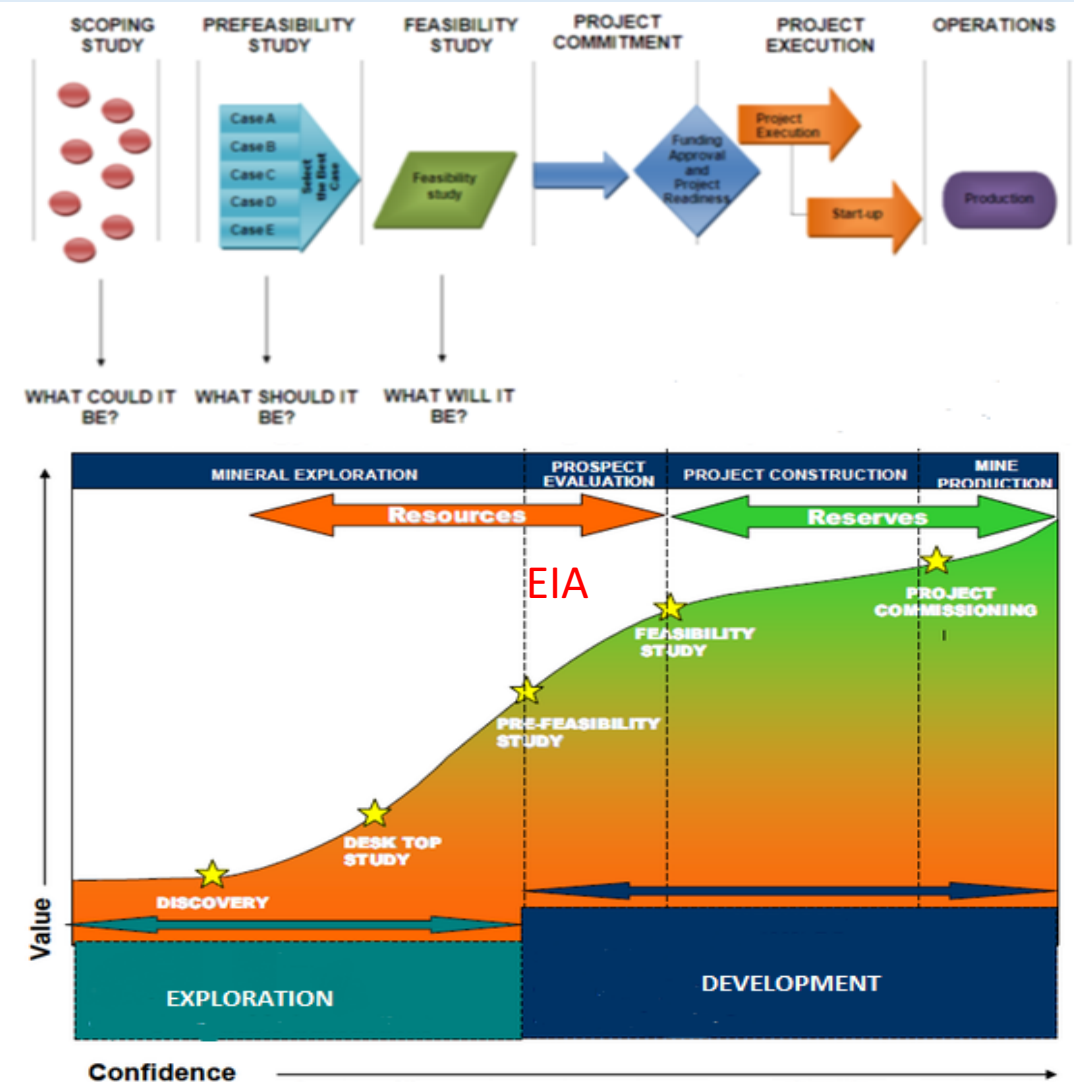 SCOPING
STUDY
PREFEASIBILITY
STUDY
FEASIBILITY
STUDY
PROJECT
COMMITMENT
PROJECT
EXECUTION
OPERATIONS
Case A
Case B
Case C
Case D
Case E
Select
the Best
Case
Feasibility
study
Funding
Approval
and
Project
Readiness
Project
Execution
Start-up
Production
WHAT COULD IT
BE?
WHAT SHOULD IT
BE?
WHAT WILL IT
BE?
MINERAL EXPLORATION
PROSPECT
EVALUATION
PROJECT CONSTRUCTION
MINE
PRODUCTION
Resources
Reserves
EIA
PROJECT
COMMISSIONING
FEASIBILITY
STUDY
PRE-FEASIBILITY
STUDY
DESK TOP
STUDY
DISCOVERY
Value
EXPLORATION
DEVELOPMENT
Confidence